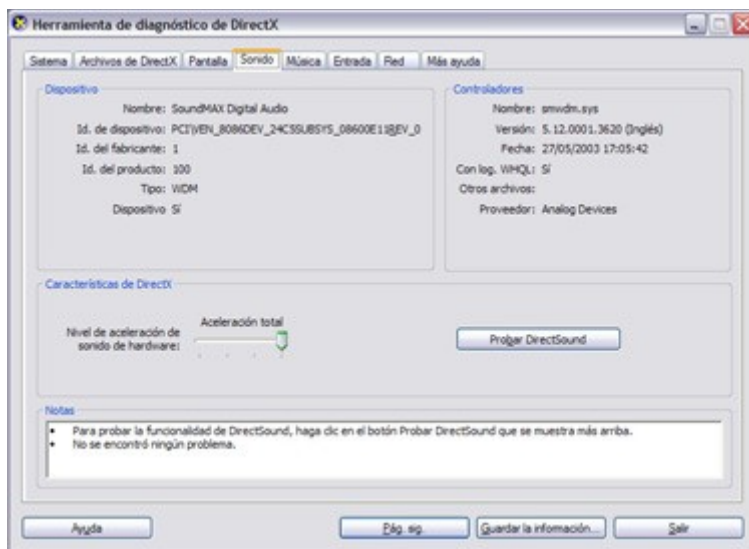 Herramienta de diagnóstico de DirectX
Sistema Archivos de DirectX Pantalla Sonido Música Entrada Red Más ayuda
Dispositivo
Nombre: SoundMAX Digital Audio
Id. de dispositivo: PCI\VEN_8086DEV_24C5SUBSYS_08600E11REV_0
Id. del fabricante: 1
Id. del producto: 100
Tipo: WDM
Dispositivo Sí
Controladores
Nombre: smwdm.sys
Versión: 5.12.0001.3620 (Inglés)
Fecha: 27/05/2003 17:05:42
Con log. WHQL: Sí
Otros archivos:
Proveedor: Analog Devices
Características de DirectX
Nivel de aceleración de
sonido de hardware:
Aceleración total
Probar DirectSound
Notas
• Para probar la funcionalidad de DirectSound, haga clic en el botón Probar DirectSound que se muestra más arriba.
• No se encontró ningún problema.
Ayuda Pág. sig. Guardar la información... Salir